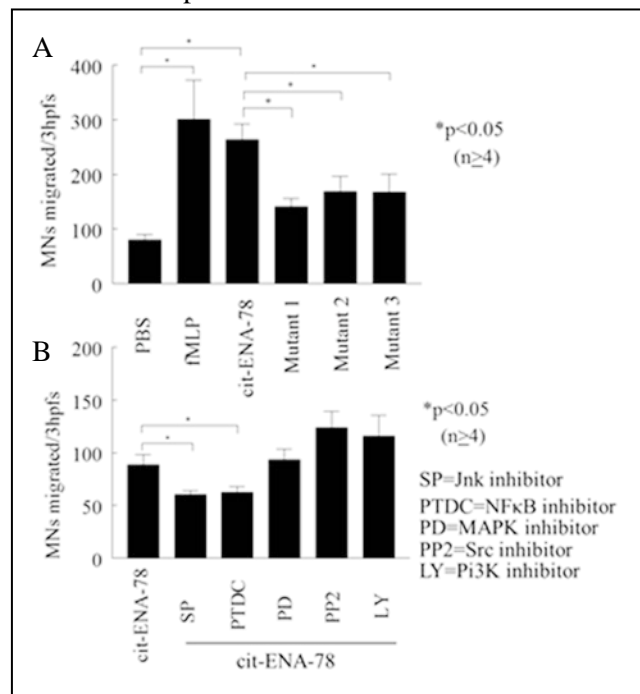 A
400
300
200
100
0
MNs migrated/3hpfs
*
*
*
*
*
*p<0.05
(n≥4)
PBS
fMLP
cit-ENA-78
Mutant 1
Mutant 2
Mutant 3
B
200
150
100
50
0
MNs migrated/3hpfs
*
*
*p<0.05
(n≥4)
SP=Jnk inhibitor
PTDC=NFκB inhibitor
PD=MAPK inhibitor
PP2=Src inhibitor
LY=Pi3K inhibitor
cit-ENA-78
SP
PTDC
PD
PP2
LY
cit-ENA-78